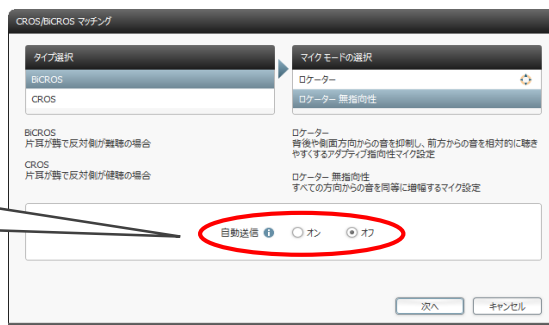 CROS/BiCROS マッチング
タイプ選択
BiCROS
CROS
マイクモードの選択
ロケーター
ロケーター 無指向性
BiCROS
片耳が聾で反対側が難聴の場合
CROS
片耳が聾で反対側が健聴の場合
ロケーター
背後や側面方向からの音を抑制し、前方からの音を相対的に聴き
やすくするアダプティブ指向性マイク設定
ロケーター 無指向性
すべての方向からの音を同等に増幅するマイク設定
自動送信 オン オフ
次へ キャンセル